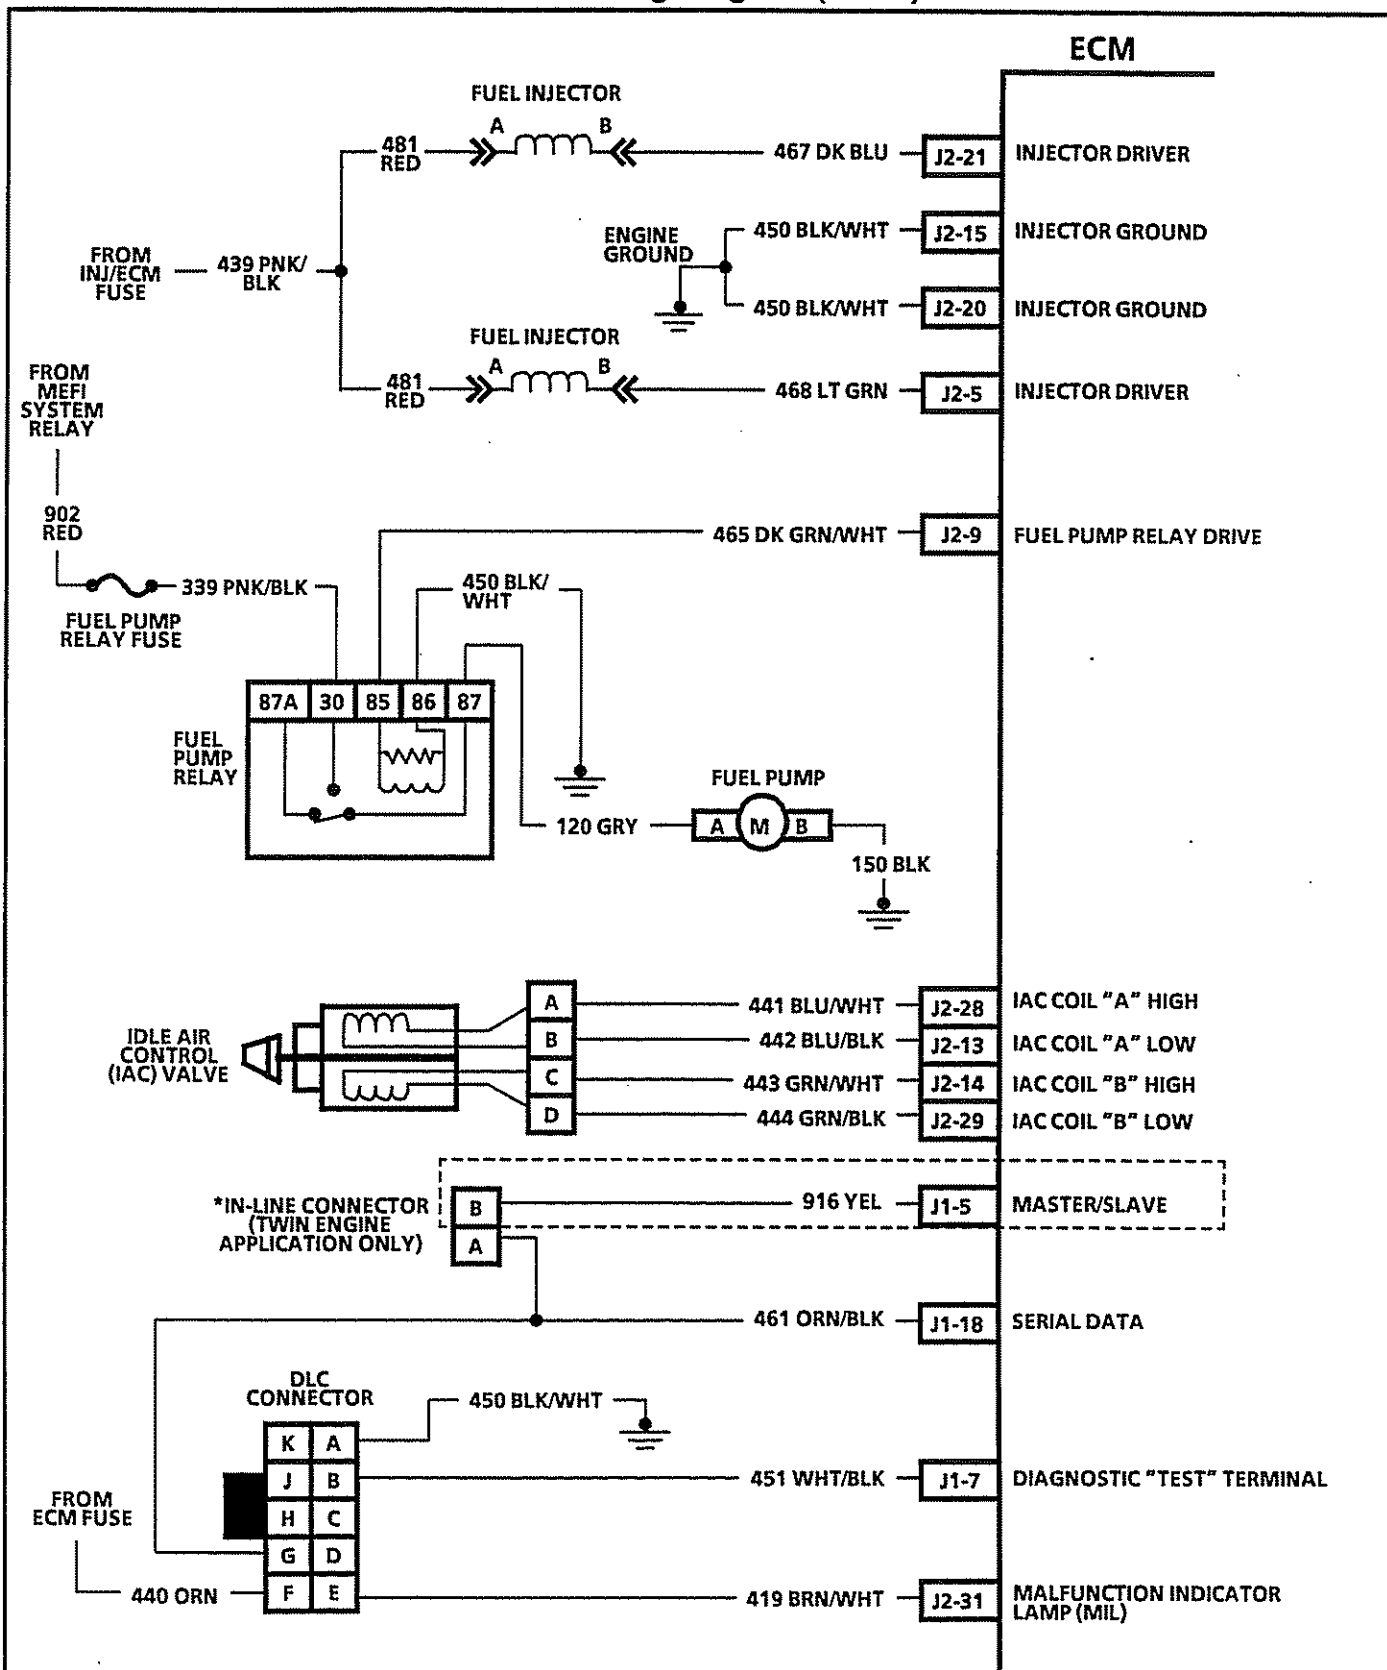 ECM
FUEL INJECTOR
A B
481
RED
467 DK BLU
J2-21
INJECTOR DRIVER
ENGINE
GROUND
450 BLK/WHT
J2-15
INJECTOR GROUND
FROM
INJ/ECM
FUSE
439 PNK/
BLK
450 BLK/WHT
J2-20
INJECTOR GROUND
FUEL INJECTOR
A B
481
RED
468 LT GRN
J2-5
INJECTOR DRIVER
FROM
MEFI
SYSTEM
RELAY
902
RED
465 DK GRN/WHT
J2-9
FUEL PUMP RELAY DRIVE
339 PNK/BLK
450 BLK/
WHT
FUEL PUMP
RELAY FUSE
87A 30 85 86 87
FUEL
PUMP
RELAY
FUEL PUMP
120 GRY
A M B
150 BLK
IDLE AIR
CONTROL
(IAC) VALVE
A
441 BLU/WHT
J2-28
IAC COIL "A" HIGH
B
442 BLU/BLK
J2-13
IAC COIL "A" LOW
C
443 GRN/WHT
J2-14
IAC COIL "B" HIGH
D
444 GRN/BLK
J2-29
IAC COIL "B" LOW
*IN-LINE CONNECTOR
(TWIN ENGINE
APPLICATION ONLY)
B
A
916 YEL
J1-5
MASTER/SLAVE
461 ORN/BLK
J1-18
SERIAL DATA
DLC
CONNECTOR
450 BLK/WHT
K A
J B
H C
G D
F E
451 WHT/BLK
J1-7
DIAGNOSTIC "TEST" TERMINAL
FROM
ECM FUSE
440 ORN
419 BRN/WHT
J2-31
MALFUNCTION INDICATOR
LAMP (MIL)